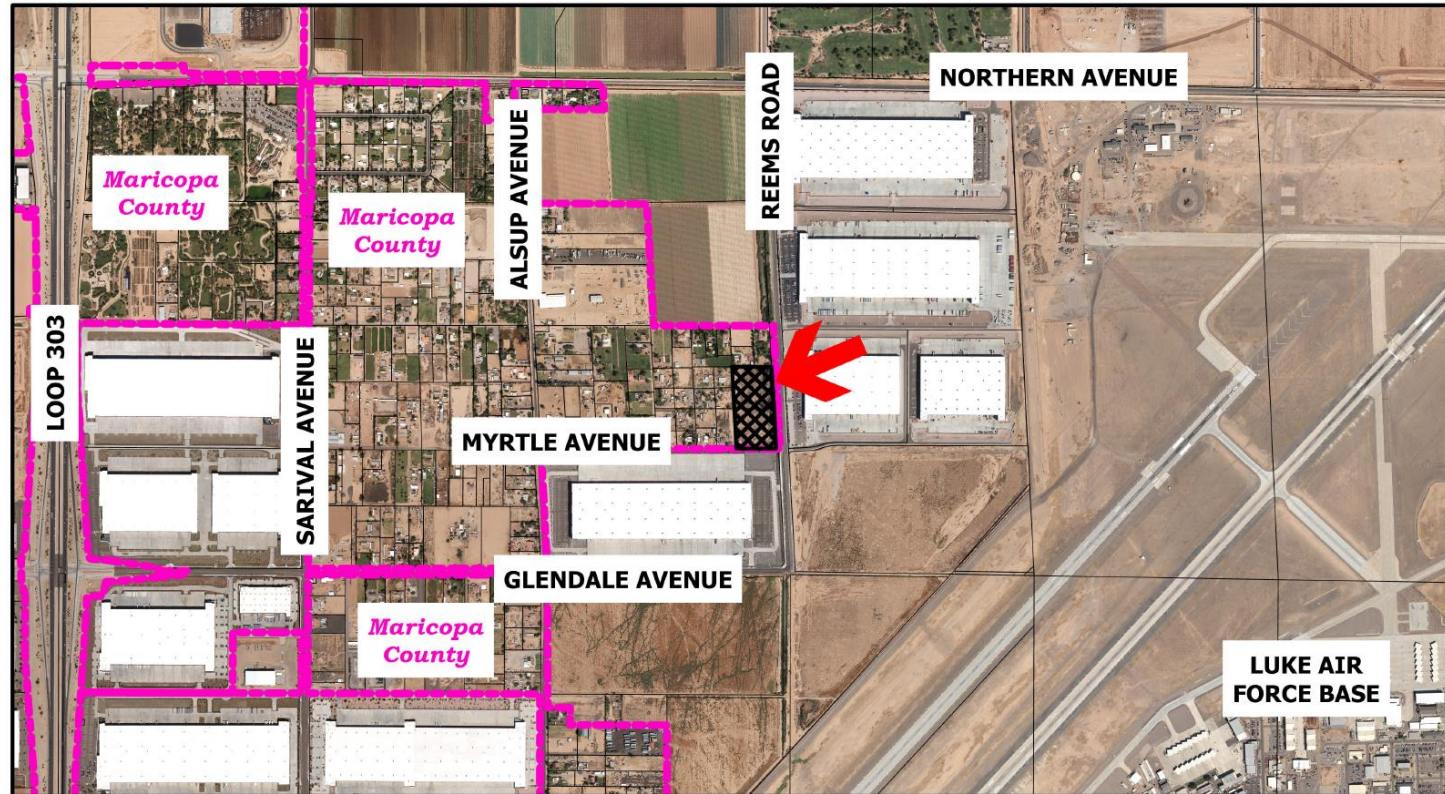 NORTHERN AVENUE
REEMS ROAD
ALSUP AVENUE
Maricopa
County
Maricopa
County
LOOP 303
SARIVAL AVENUE
MYRTLE AVENUE
GLENDALE AVENUE
Maricopa
County
LUKE AIR
FORCE BASE